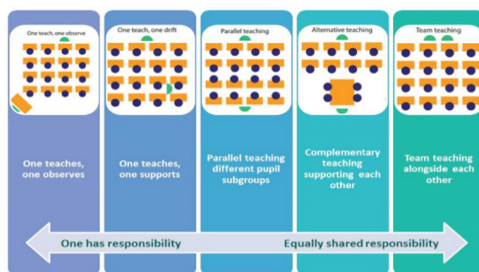 One teach, one observe
One teach, one drift
Parallel teaching
Alternative teaching
Team teaching
One teaches,
one observes
One teaches,
one supports
Parallel teaching
different pupil
subgroups
Complementary
teaching
supporting each
other
Team teaching
alongside each
other
One has responsibility
Equally shared responsibility